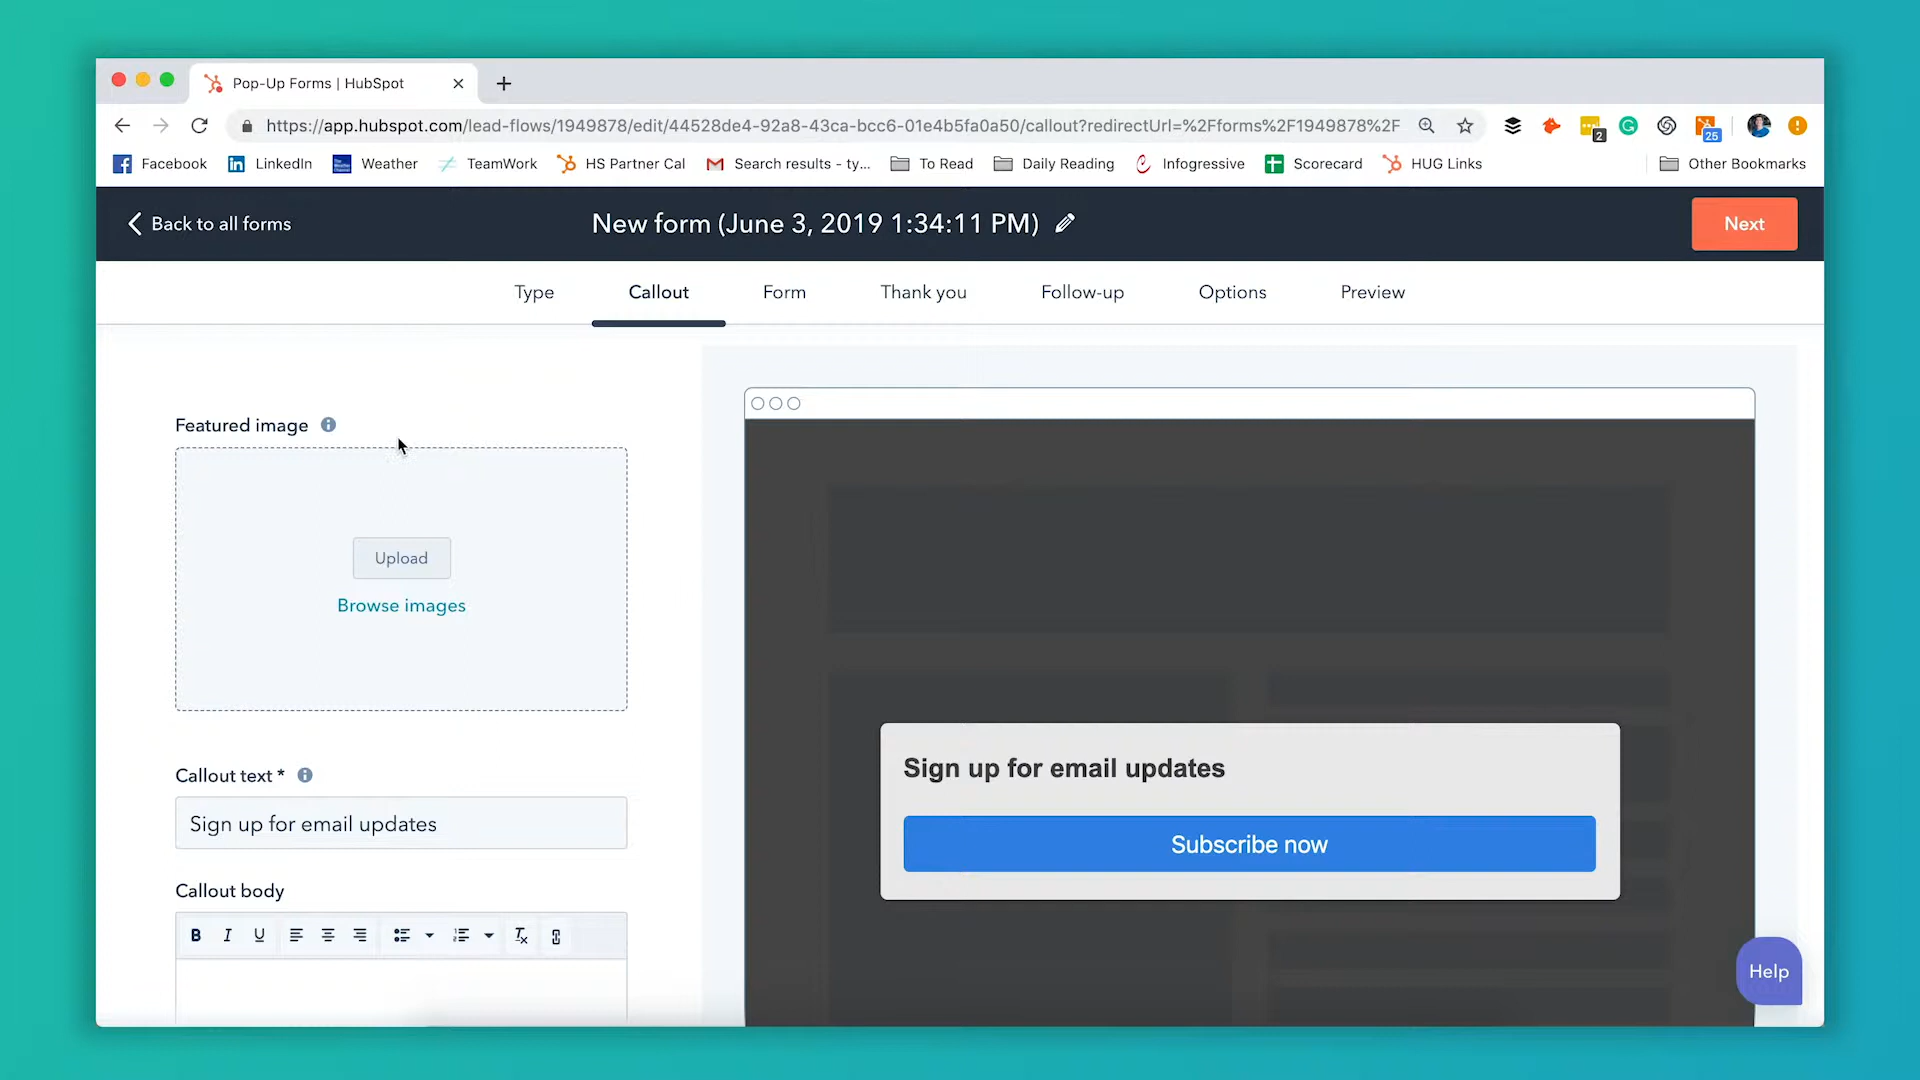 Pop-Up Forms | HubSpot
https://app.hubspot.com/lead-flows/1949878/edit/44528de4-92a8-43ca-bcc6-01e4b5fa0a50/callout?redirectUrl=%2Fforms%2F1949878%2F
2
25
Facebook
LinkedIn
Weather
TeamWork
HS Partner Cal
Search results - ty...
To Read
Daily Reading
Infogressive
Scorecard
HUG Links
Other Bookmarks
Back to all forms
New form (June 3, 2019 1:34:11 PM)
Next
Type
Callout
Form
Thank you
Follow-up
Options
Preview
Featured image
Upload
Browse images
Callout text *
Sign up for email updates
Callout body
B I U
Sign up for email updates
Subscribe now
Help